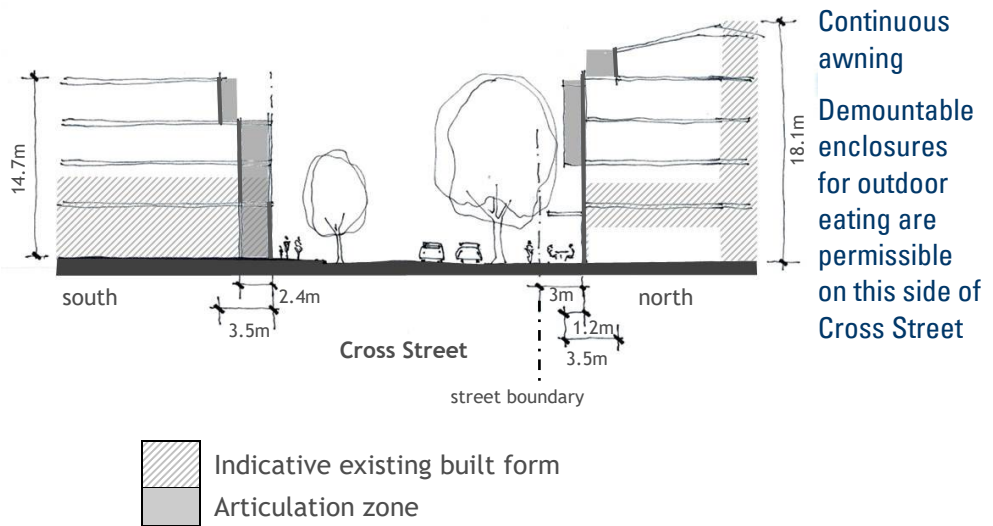 Continuous
awning
Demountable
enclosures
for outdoor
eating are
permissible
on this side of
Cross Street
14.7m
18.1m
south
2.4m
3.5m
Cross Street
3m
north
1.2m
3.5m
street boundary
Indicative existing built form
Articulation zone